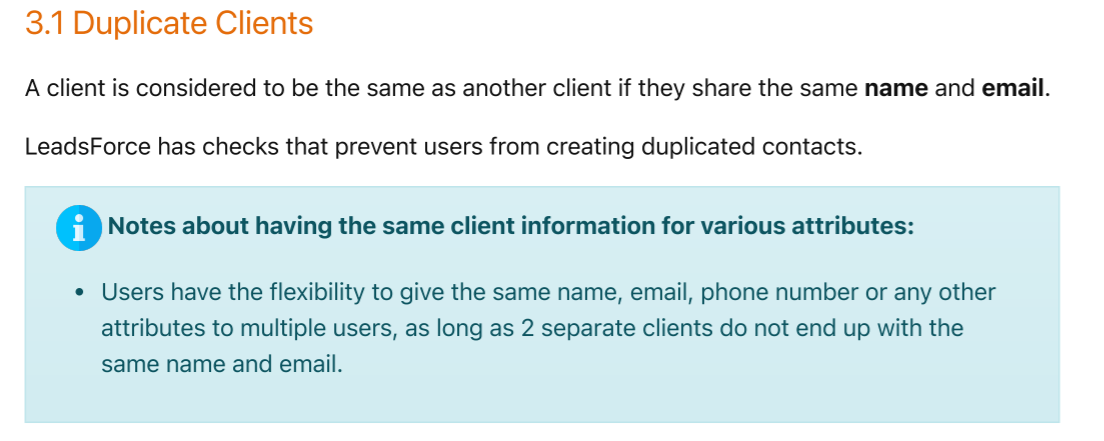 3.1 Duplicate Clients
A client is considered to be the same as another client if they share the same name and email.
LeadsForce has checks that prevent users from creating duplicated contacts.
Notes about having the same client information for various attributes:
• Users have the flexibility to give the same name, email, phone number or any other
attributes to multiple users, as long as 2 separate clients do not end up with the
same name and email.